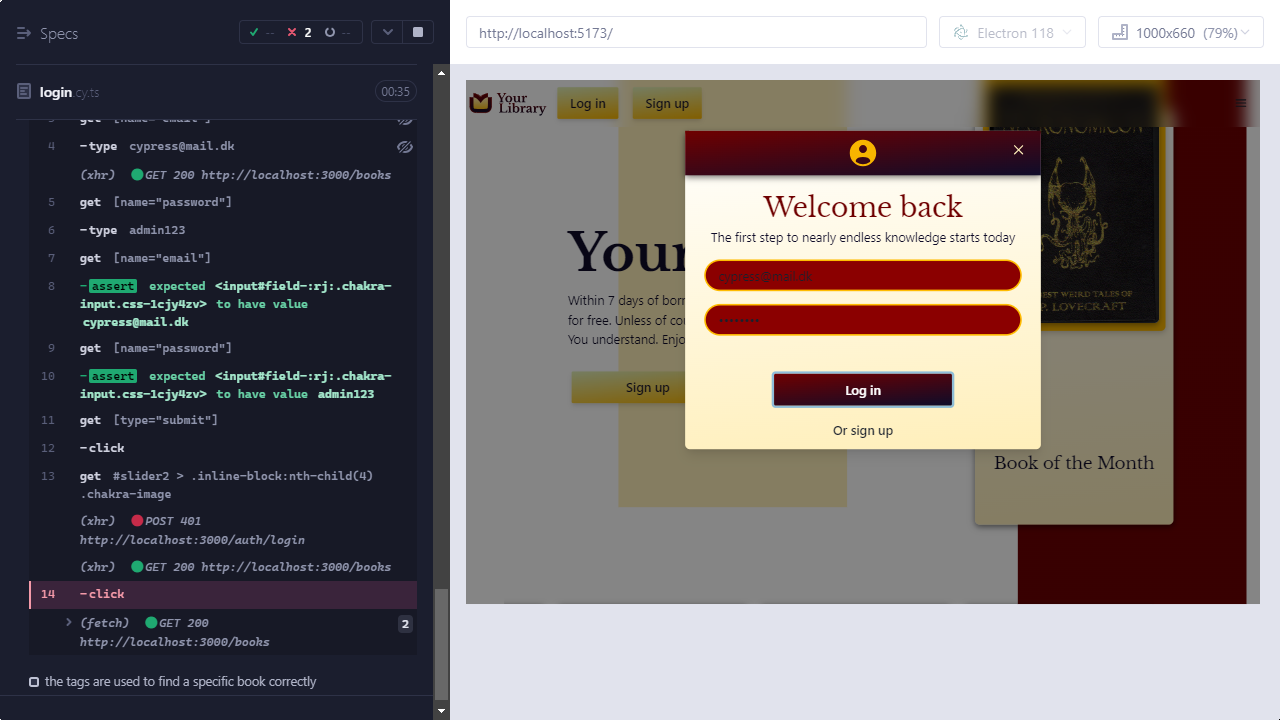 Specs
-- 2 --
login.cy.ts
00:35
3 get [name="email"]
4 -type cypress@mail.dk
(xhr) GET 200 http://localhost:3000/books
5 get [name="password"]
6 -type admin123
7 get [name="email"]
8 -assert expected <input#field-:rj:.chakra-
input.css-1cjy4zv> to have value
cypress@mail.dk
9 get [name="password"]
10 -assert expected <input#field-:rj:.chakra-
input.css-1cjy4zv> to have value admin123
11 get [type="submit"]
12 -click
13 get #slider2 > .inline-block:nth-child(4)
.chakra-image
(xhr) POST 401
http://localhost:3000/auth/login
(xhr) GET 200 http://localhost:3000/books
14 -click
(fetch) GET 200
http://localhost:3000/books
2
the tags are used to find a specific book correctly
http://localhost:5173/
Electron 118
1000x660 (79%)
Your
Library
Log in
Sign up
Your
Within 7 days of borr
for free. Unless of cou
You understand. Enjo
Sign up
Welcome back
The first step to nearly endless knowledge starts today
cypress@mail.dk
Log in
Or sign up
EST WEIRD TALES OF
P. LOVECRAFT
Book of the Month